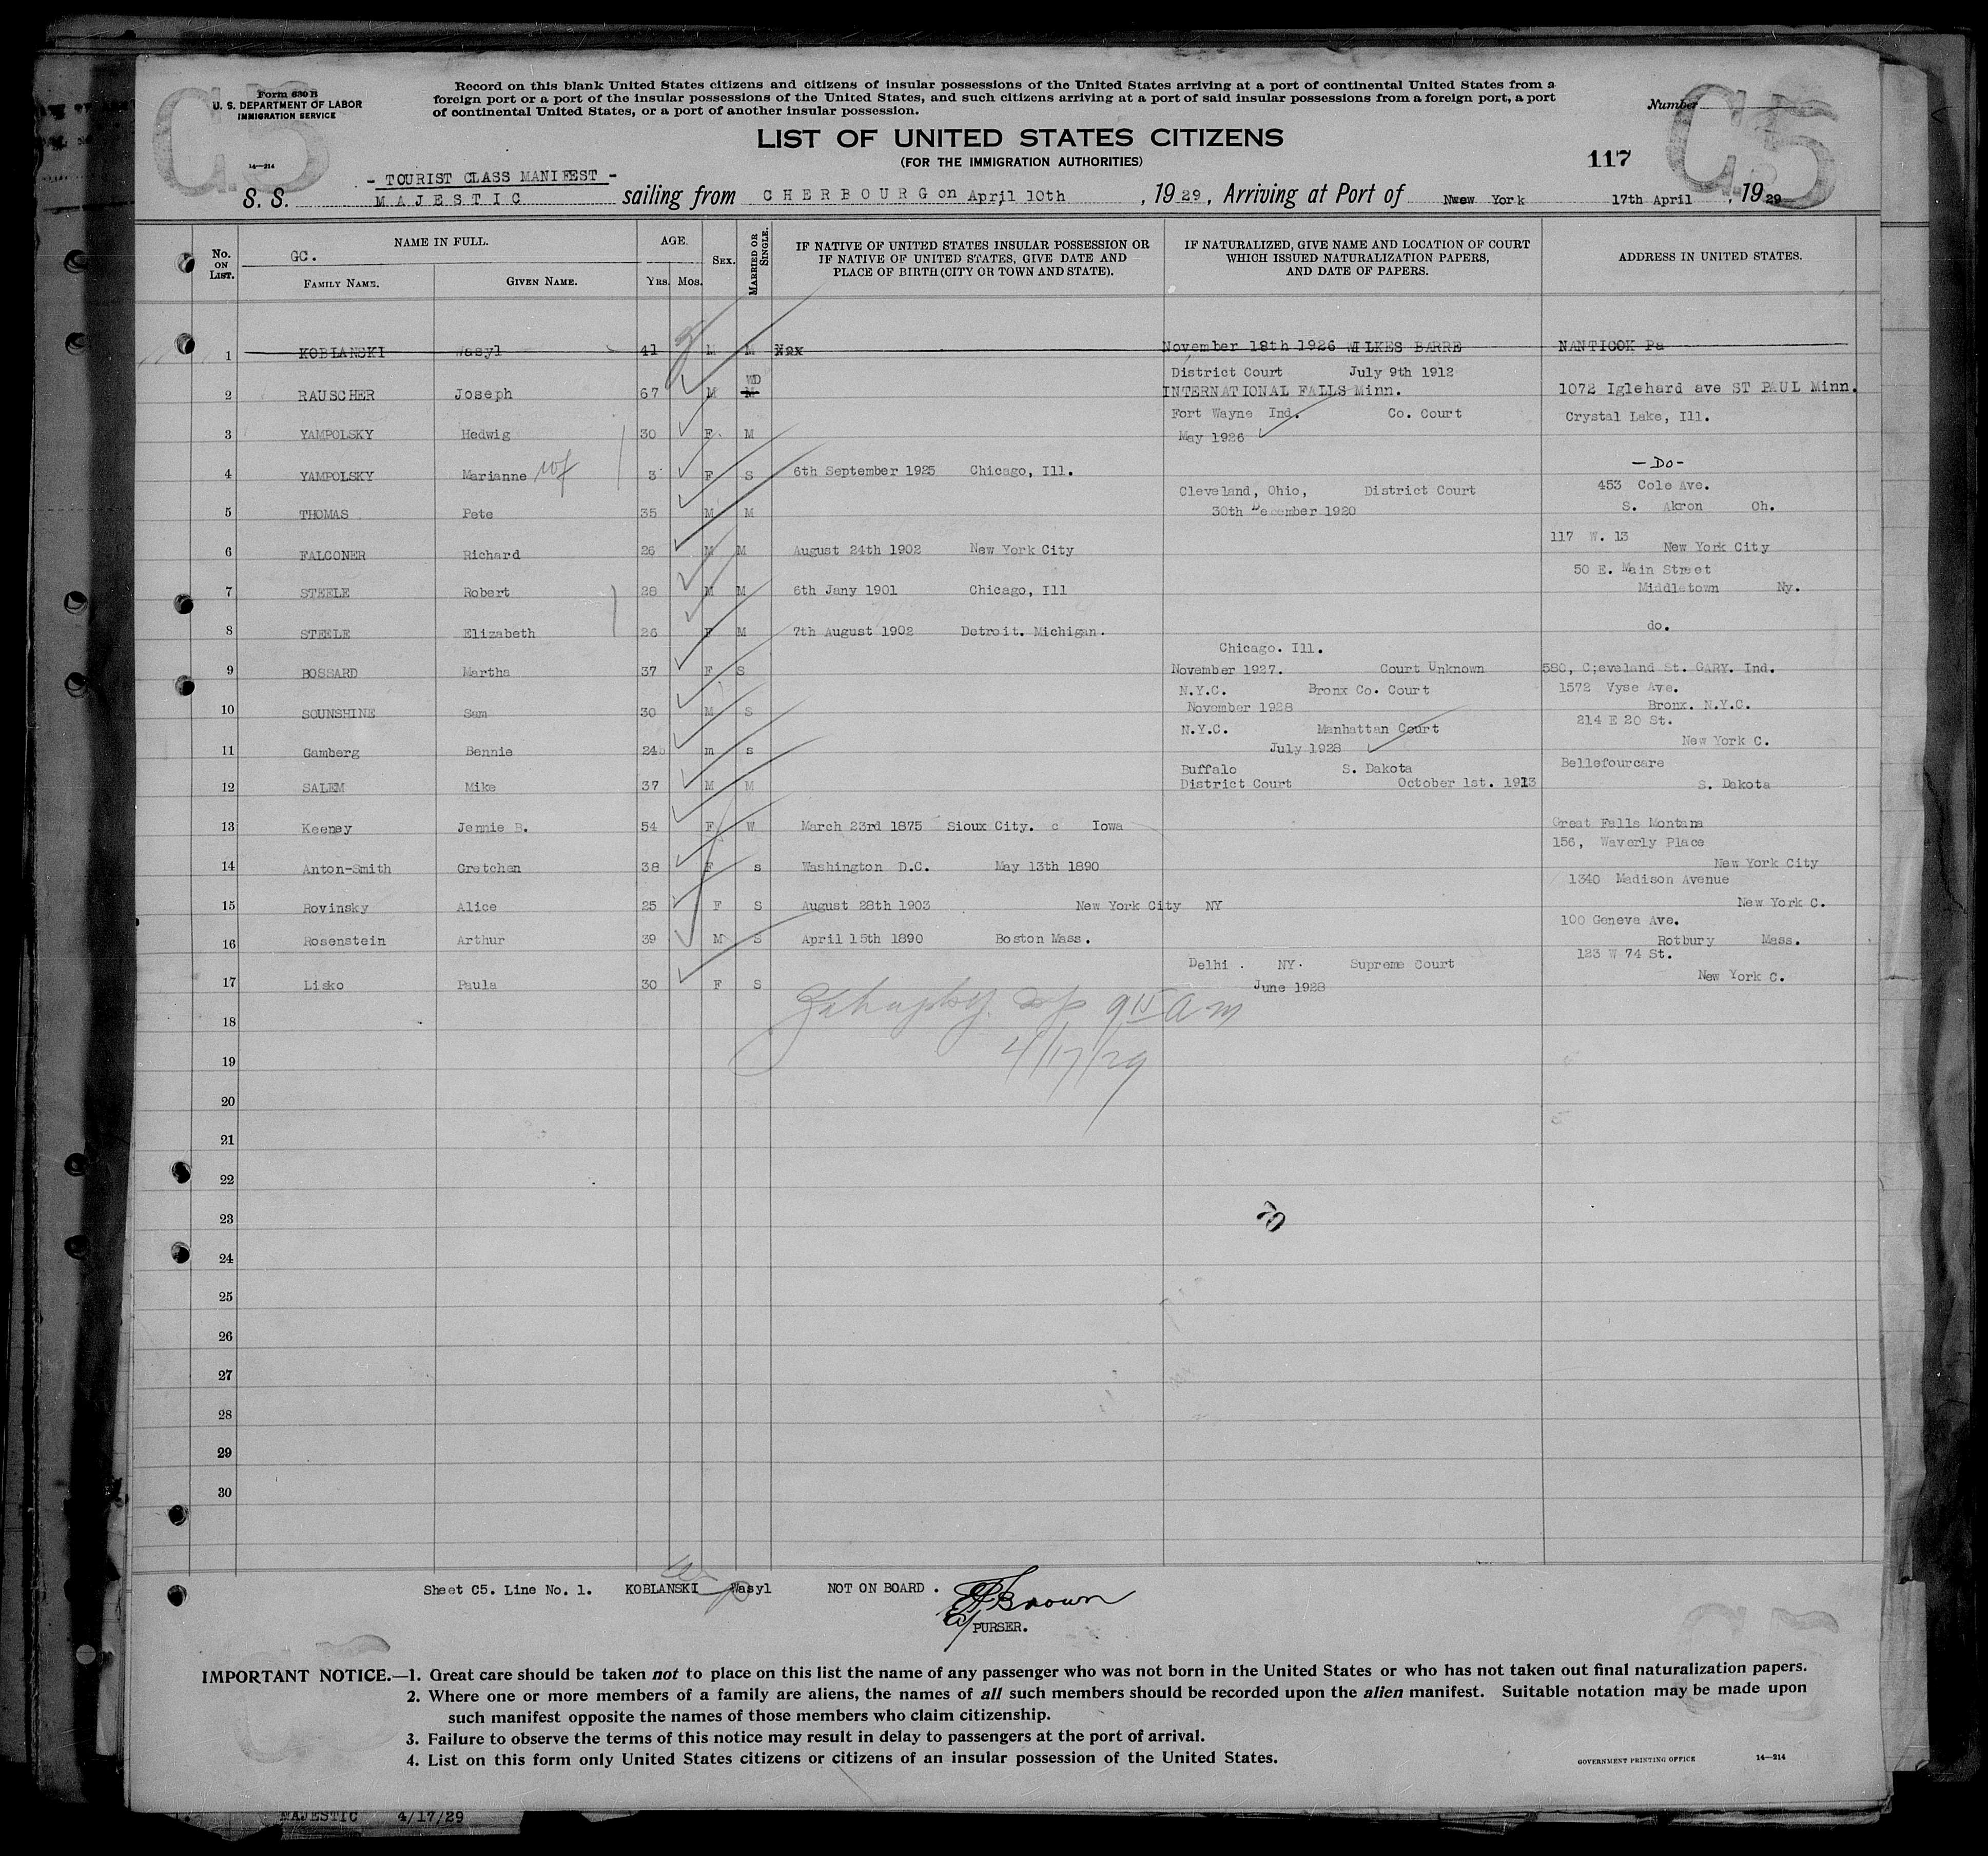 Form 630 B
U. S. DEPARTMENT OF LABOR
IMMIGRATION SERVICE
14—214
C5
Record on this blank United States citizens and citizens of insular possessions of the United States arriving at a port of continental United States from a
foreign port or a port of the insular possessions of the United States, and such citizens arriving at a port of said insular possessions from a foreign port, a port
of continental United States, or a port of another insular possession.
Number
C5
LIST OF UNITED STATES CITIZENS
(FOR THE IMMIGRATION AUTHORITIES)
117
- TOURIST CLASS MANIFEST -
S. S. MAJESTIC sailing from CHERBOURG on April 10th, 1929, Arriving at Port of New York 17th April, 1929
No. ON LIST. NAME IN FULL. AGE. SEX. MARRIED OR SINGLE. IF NATIVE OF UNITED STATES INSULAR POSSESSION OR IF NATIVE OF UNITED STATES, GIVE DATE AND PLACE OF BIRTH (CITY OR TOWN AND STATE). IF NATURALIZED, GIVE NAME AND LOCATION OF COURT WHICH ISSUED NATURALIZATION PAPERS, AND DATE OF PAPERS. ADDRESS IN UNITED STATES.
GC.
FAMILY NAME. GIVEN NAME. YRS. MOS.
1 KOBLANSKI Wasyl 41 M M November 18th 1926 WILKES BARRE NANTICOK Pa
District Court July 9th 1912
WD
2 RAUSCHER Joseph 67 M M INTERNATIONAL FALLS Minn. 1072 Iglehard ave ST PAUL Minn.
Fort Wayne Ind. Co. Court Crystal Lake, Ill.
3 YAMPOLSKY Hedwig 30 F. M May 1926
4 YAMPOLSKY Marianne 3 F S 6th September 1925 Chicago, Ill. -Do-
Cleveland, Ohio, District Court 453 Cole Ave.
5 THOMAS Pete 35 M M 30th December 1920 S. Akron Oh.
117 W. 13
6 FALCONER Richard 26 M M August 24th 1902 New York City New York City
50 E. Main Street
7 STEELE Robert 28 M M 6th Jany 1901 Chicago, Ill Middletown Ny.
8 STEELE Elizabeth 26 F M 7th August 1902 Detroit. Michigan. do.
Chicago. Ill.
9 BOSSARD Martha 37 F S November 1927. Court Unknown 580, C;eveland St. GARY. Ind.
N.Y.C. Bronx Co. Court 1572 Vyse Ave.
10 SOUNSHINE Sam 30 M S November 1928 Bronx. N.Y.C.
N.Y.C. Manhattan Court 214 E 20 St.
11 Gamberg Bennie 24 m s July 1928 New York C.
Buffalo S. Dakota Bellefourcare
12 SALEM Mike 37 M M District Court October 1st. 1913 S. Dakota
13 Keeney Jennie B. 54 F W March 23rd 1875 Sioux City. c Iowa Great Falls Montana
156, Waverly Place
14 Anton-Smith Gretchen 38 F s Washington D.C. May 13th 1890 New York City
1340 Madison Avenue
15 Rovinsky Alice 25 F S August 28th 1903 New York City NY New York C.
100 Geneva Ave.
16 Rosenstein Arthur 39 M S April 15th 1890 Boston Mass. Rotbury Mass.
Delhi . NY. Supreme Court 123 W 74 St.
17 Lisko Paula 30 F S June 1928 New York C.
18 915 am
19 4/17/29
20
21
22
23
24
25
26
27
28
29
30
Sheet C5. Line No. 1. KOBLANSKI Wasyl NOT ON BOARD .
Brown
PURSER.
IMPORTANT NOTICE.—1. Great care should be taken not to place on this list the name of any passenger who was not born in the United States or who has not taken out final naturalization papers.
2. Where one or more members of a family are aliens, the names of all such members should be recorded upon the alien manifest. Suitable notation may be made upon
such manifest opposite the names of those members who claim citizenship.
3. Failure to observe the terms of this notice may result in delay to passengers at the port of arrival.
4. List on this form only United States citizens or citizens of an insular possession of the United States.
GOVERNMENT PRINTING OFFICE 14—214
MAJESTIC 4/17/29